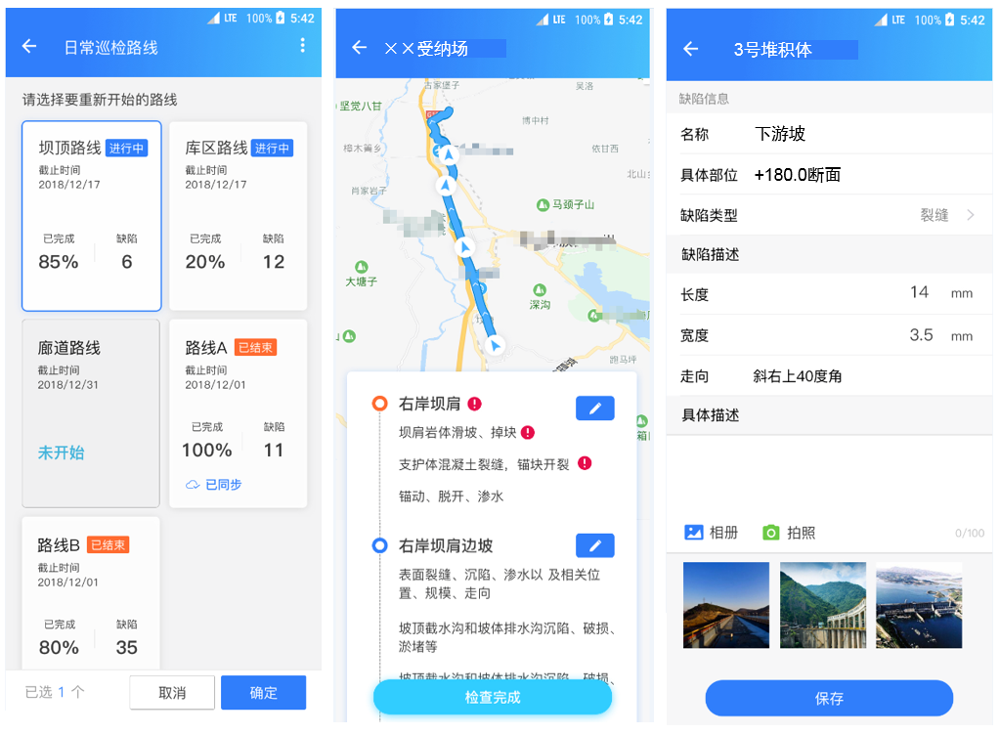 LTE 100% 5:42
日常巡检路线
请选择要重新开始的路线
坝顶路线 进行中
截止时间
2018/12/17
已完成 缺陷
85% 6
库区路线 进行中
截止时间
2018/12/17
已完成 缺陷
20% 12
廊道路线
截止时间
2018/12/31
未开始
路线A 已结束
截止时间
2018/12/01
已完成 缺陷
100% 11
已同步
路线B 已结束
截止时间
2018/12/01
已完成 缺陷
80% 35
已选 1 个
取消
确定
LTE 100% 5:42
××受纳场
古家堡子
吴洛
坚觉八甘
博中村
樟木箐乡
依甘西
北山乡
肖家岩子
马颈子山
大塘子
深沟
跑马坪
右岸坝肩
坝肩岩体滑坡、掉块
支护体混凝土裂缝，锚块开裂
锚动、脱开、渗水
右岸坝肩边坡
表面裂缝、沉陷、渗水以 及相关位
置、规模、走向
坡顶截水沟和坡体排水沟沉陷、破损、
淤堵等
坡顶截水沟和坡体排水沟沉陷、破损、
检查完成
LTE 100% 5:42
3号堆积体
缺陷信息
名称 下游坡
具体部位 +180.0断面
缺陷类型 裂缝
缺陷描述
长度 14 mm
宽度 3.5 mm
走向 斜右上40度角
具体描述
相册 拍照 0/100
保存